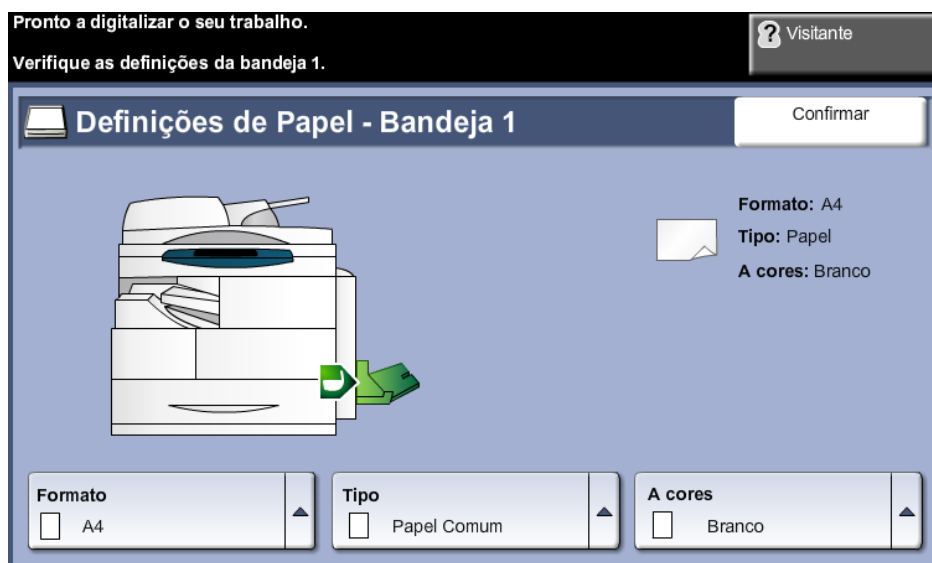 Pronto a digitalizar o seu trabalho.
Verifique as definições da bandeja 1.
? Visitante
Definições de Papel - Bandeja 1
Confirmar
Formato: A4
Tipo: Papel
A cores: Branco
Formato
A4
Tipo
Papel Comum
A cores
Branco